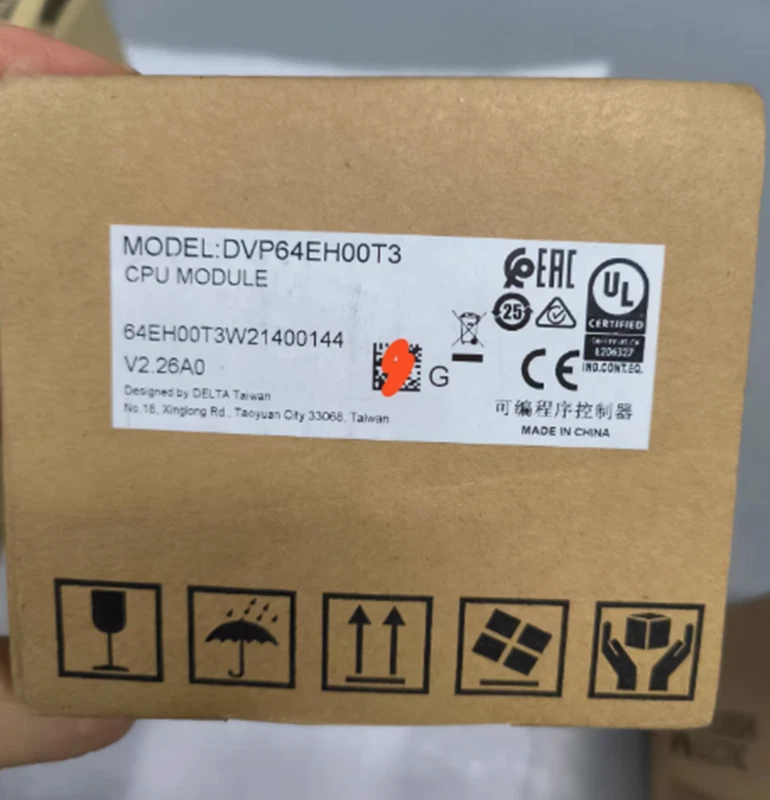 MODEL:DVP64EH00T3
CPU MODULE
64EH00T3W21400144
V2.26A0
Designed by DELTA Taiwan
No.18, Xinglong Rd., Taoyuan City 33068, Taiwan
G
EAC
25
UL
CERTIFIED
E206327
IND.CONT.EQ.
CE
可编程序控制器
MADE IN CHINA